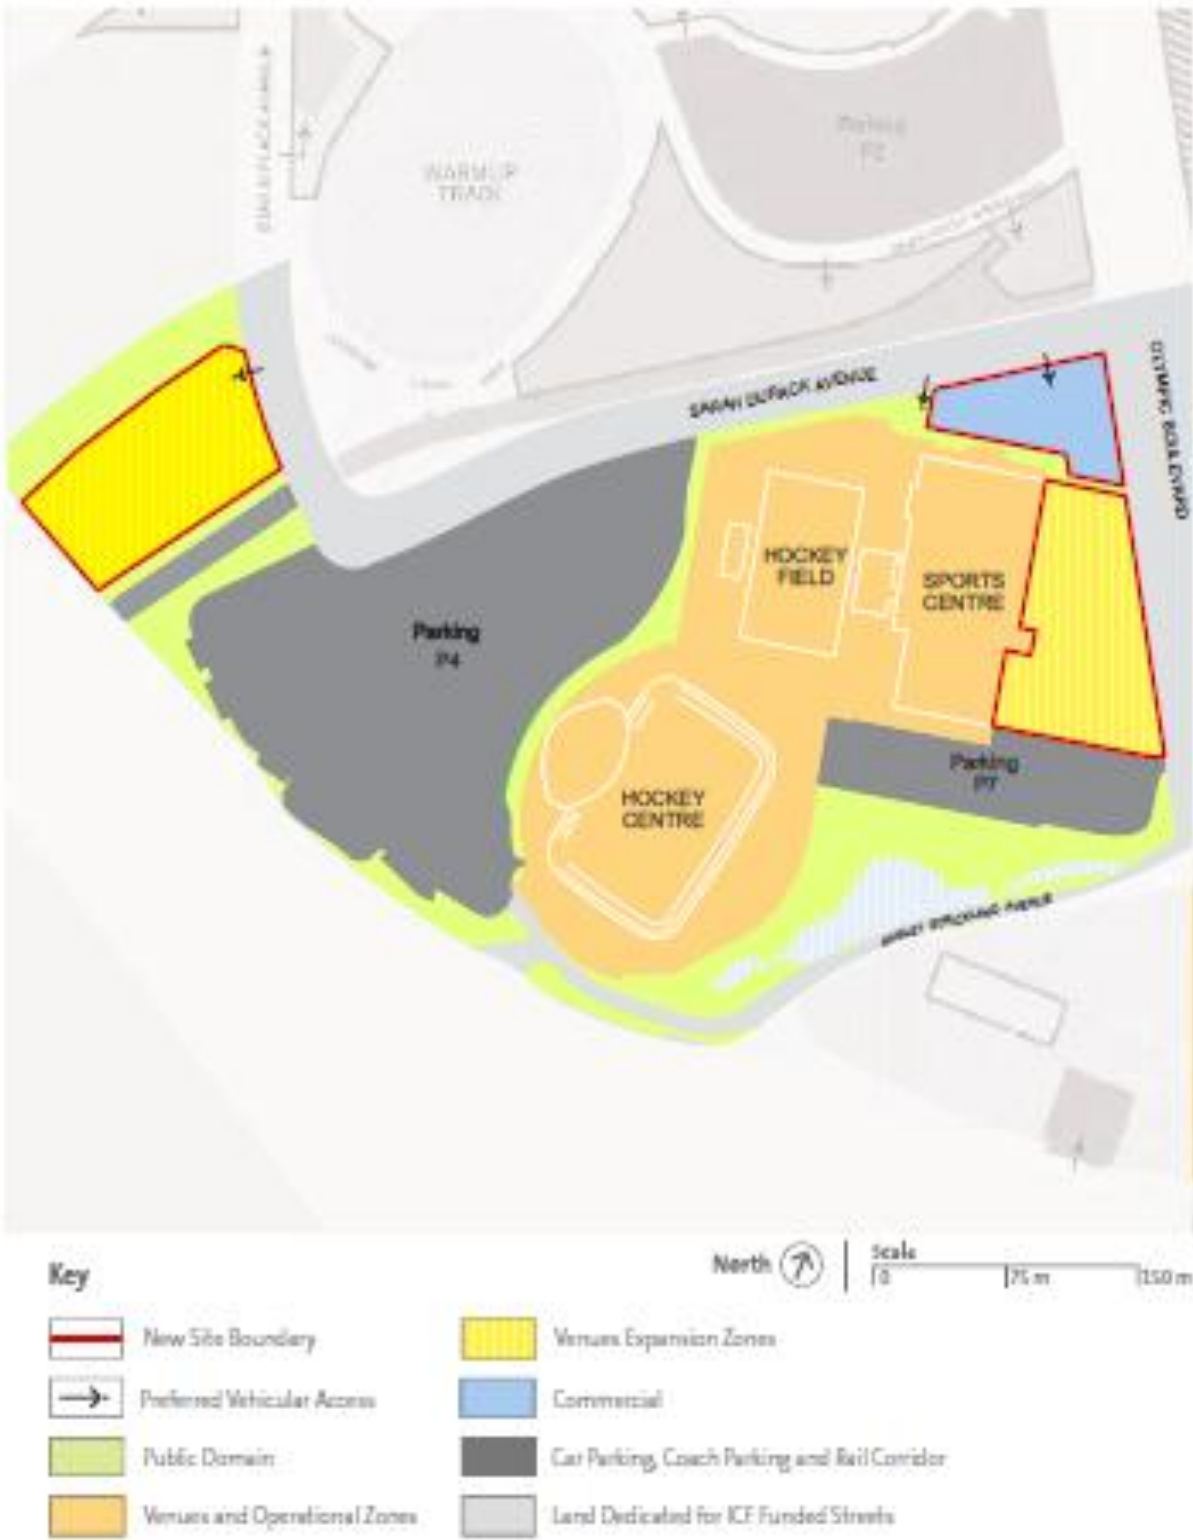 WARMUP
TRACK
Parking
P2
SARAH DURACK AVENUE
OLYMPIC BOULEVARD
HOCKEY
FIELD
SPORTS
CENTRE
Parking
P4
Parking
P7
HOCKEY
CENTRE
AVENUE
North
Scale
0 75 m 150 m
Key
New Site Boundary
Preferred Vehicular Access
Public Domain
Venues and Operational Zones
Venues Expansion Zones
Commercial
Car Parking, Coach Parking and Rail Corridor
Land Dedicated for ICF Funded Streets